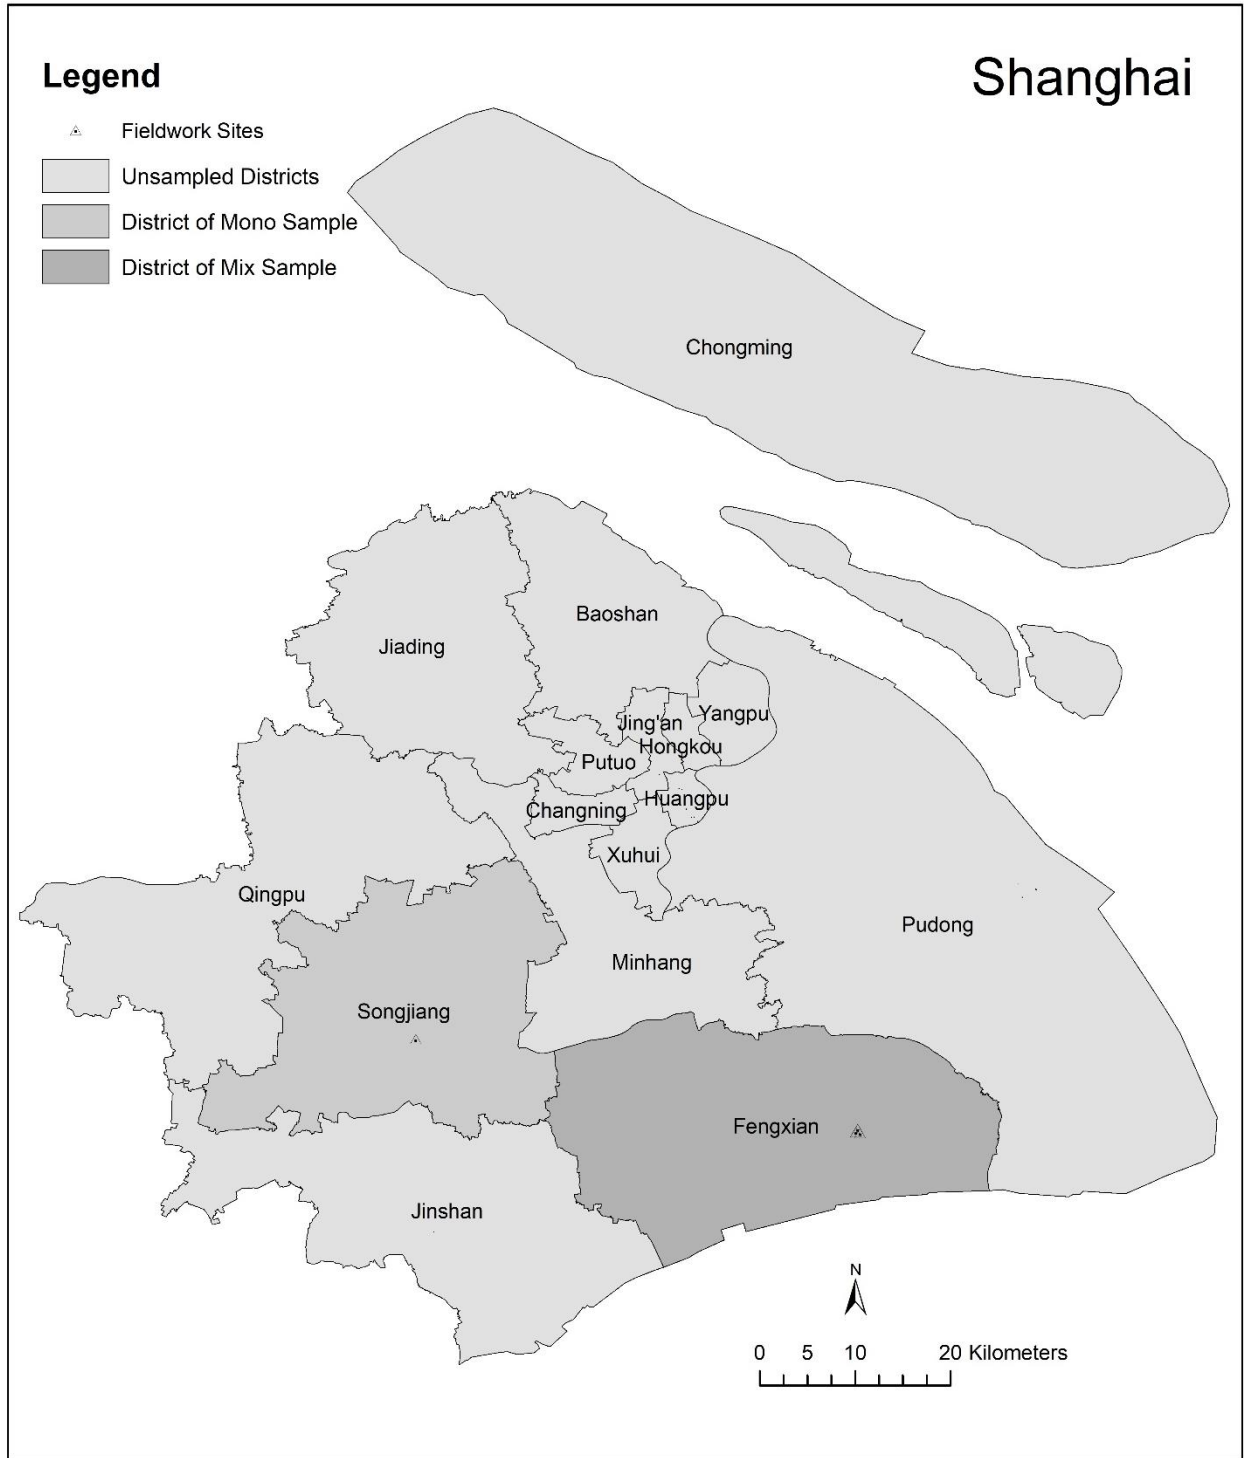 Shanghai
Legend
Fieldwork Sites
Unsampled Districts
District of Mono Sample
District of Mix Sample
Chongming
Baoshan
Jiading
Yangpu
Jing'an
Hongkou
Putuo
Huangpu
Changning
Xuhui
Qingpu
Pudong
Minhang
Songjiang
Fengxian
Jinshan
N
0 5 10 20 Kilometers